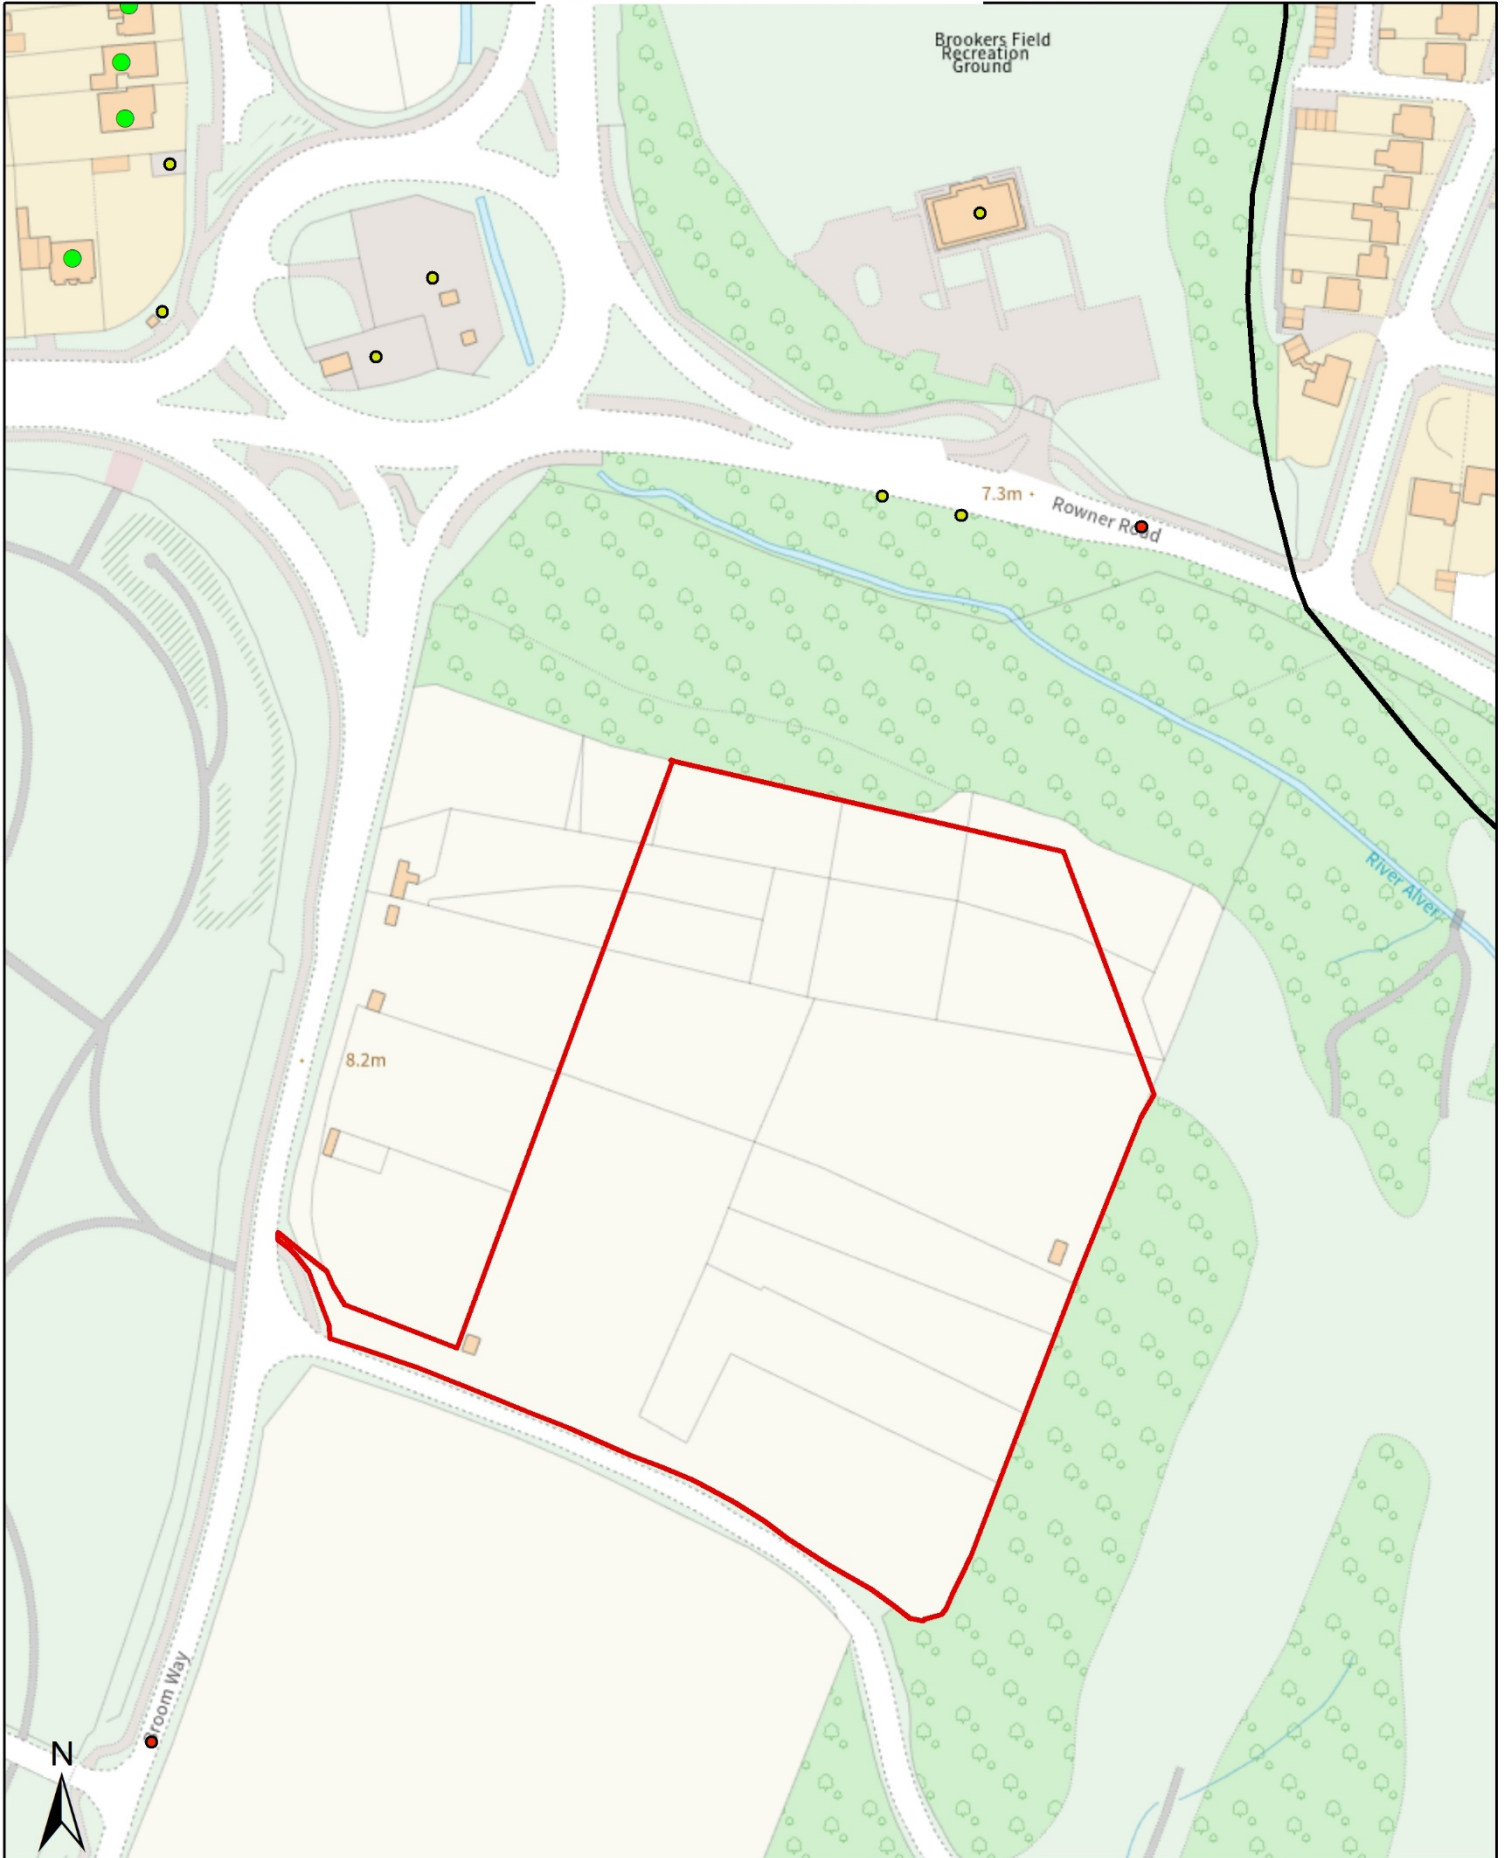 Brookers Field
Recreation
Ground
7.3m
Rowner Road
River Alver
8.2m
Broom Way
N